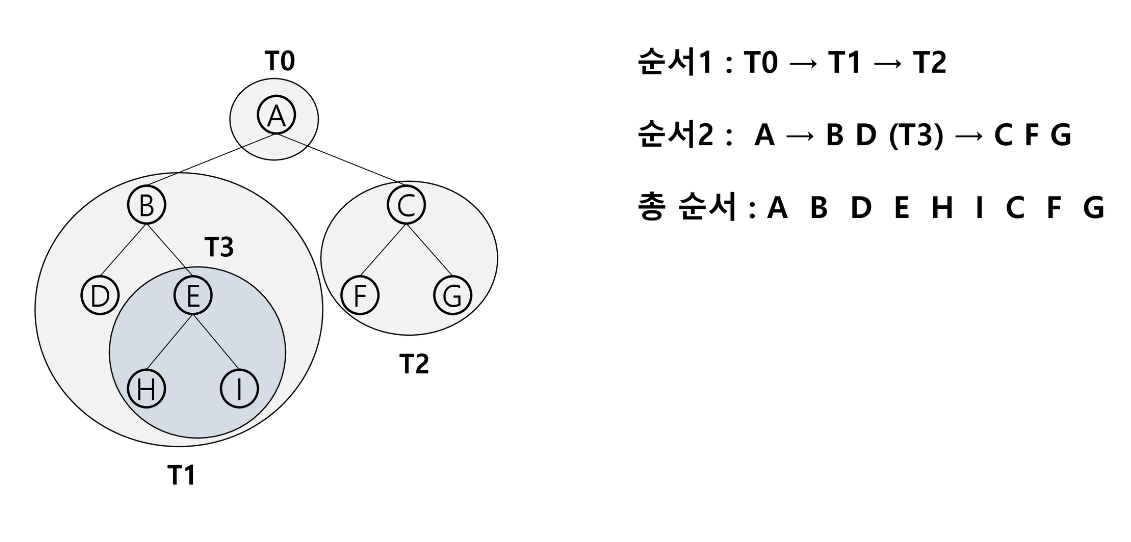 T0
A
B
C
T3
D
E
F
G
H
I
T2
T1
순서1 : T0 → T1 → T2
순서2 : A → B D (T3) → C F G
총 순서 : A B D E H I C F G